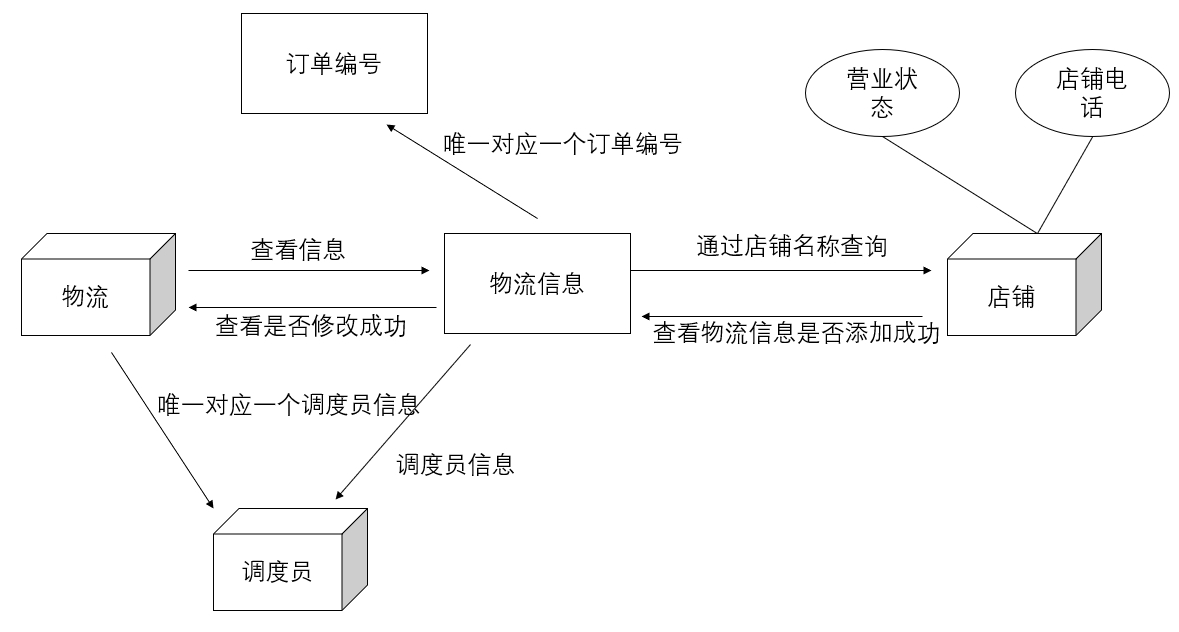 订单编号
营业状
态
店铺电
话
唯一对应一个订单编号
查看信息
通过店铺名称查询
物流
物流信息
店铺
查看是否修改成功
查看物流信息是否添加成功
唯一对应一个调度员信息
调度员信息
调度员